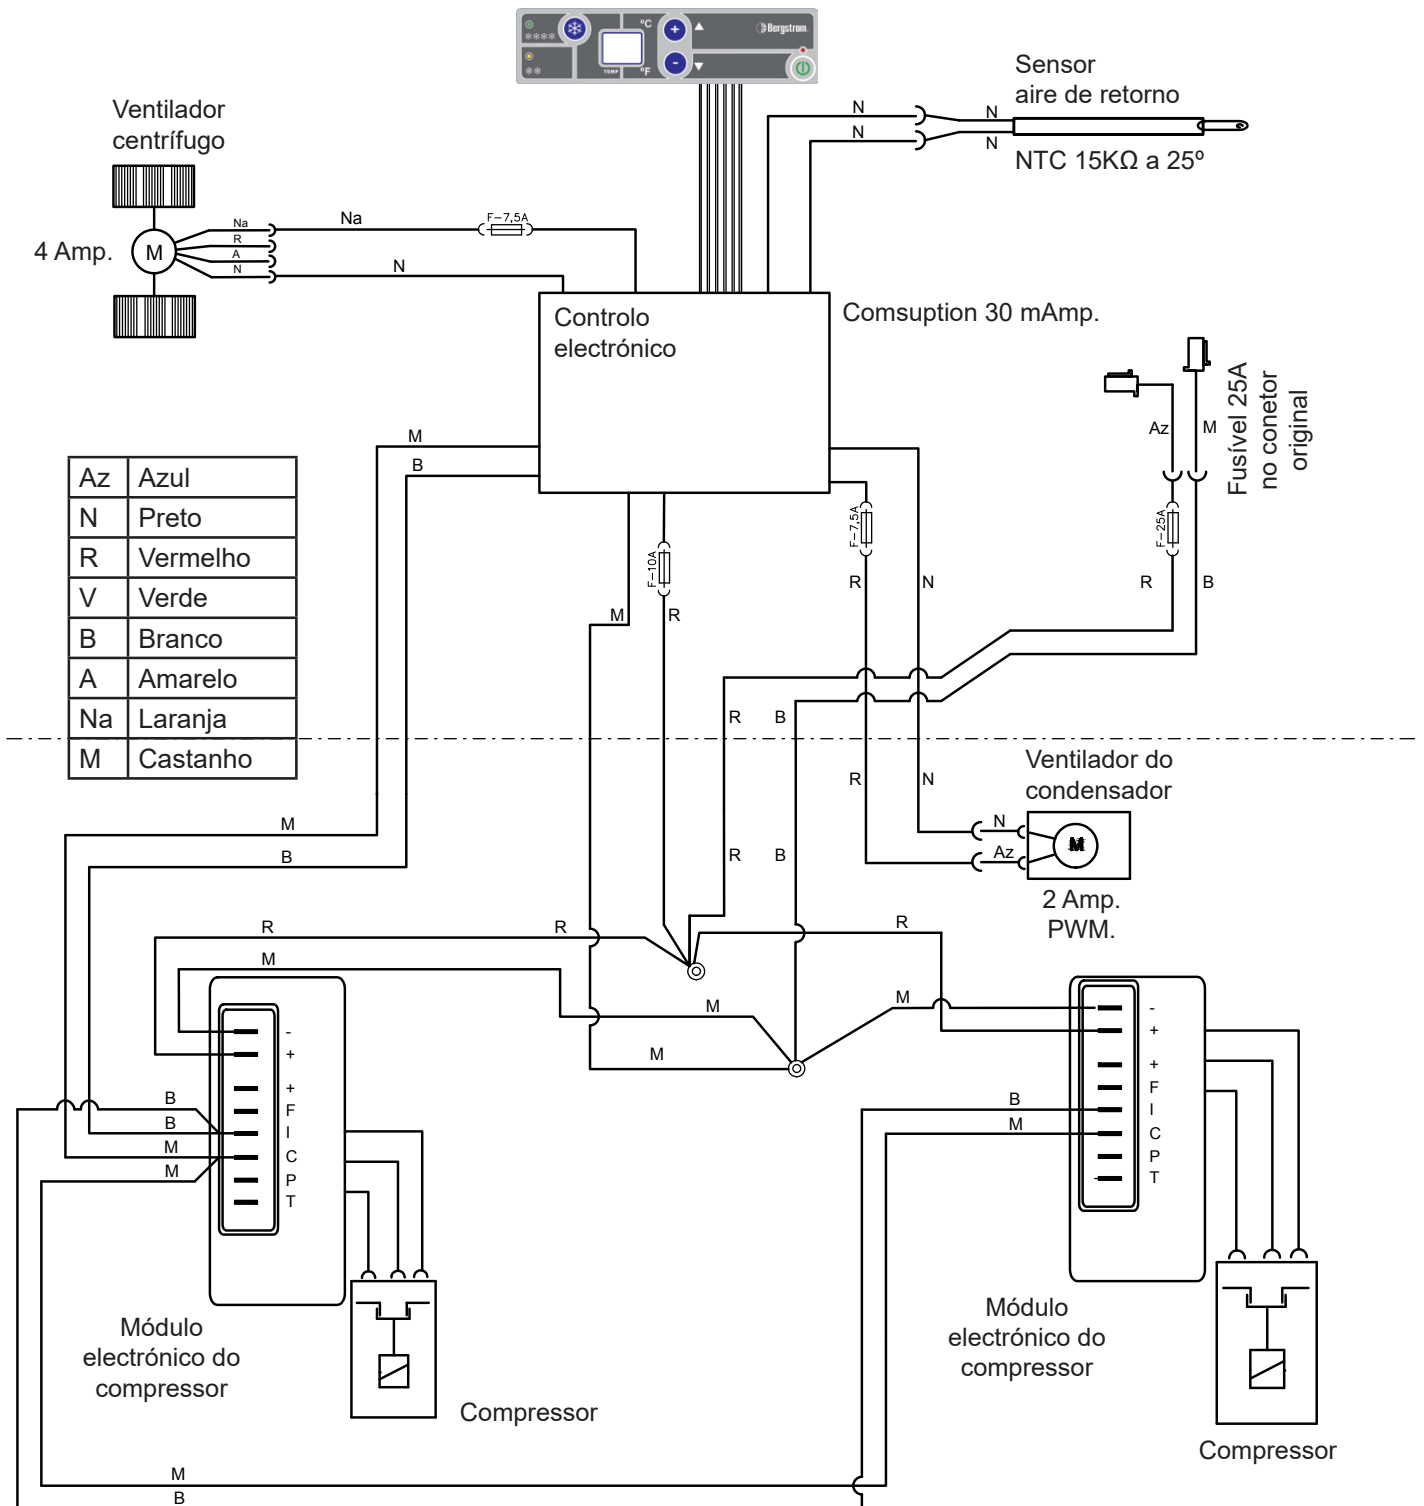 °C
°F
TEMP
+
-
Bergstrom
Sensor
aire de retorno
NTC 15KΩ a 25º
N
N
N
N
Ventilador
centrífugo
4 Amp.
M
Na
R
A
N
Na
N
F-7,5A
Controlo
electrónico
Comsuption 30 mAmp.
Fusível 25A
no conetor
original
Az
M
F-25A
R
B
M
B
F-10A
M
R
F-7,5A
R
N
Az Azul
N Preto
R Vermelho
V Verde
B Branco
A Amarelo
Na Laranja
M Castanho
R
B
R
N
Ventilador do
condensador
N
Az
M
2 Amp.
PWM.
M
B
R
B
R
R
R
M
M
M
M
-
+
+
F
I
C
P
T
B
B
M
M
-
+
+
F
I
C
P
T
B
M
Módulo
electrónico do
compressor
Compressor
Módulo
electrónico do
compressor
Compressor
M
B